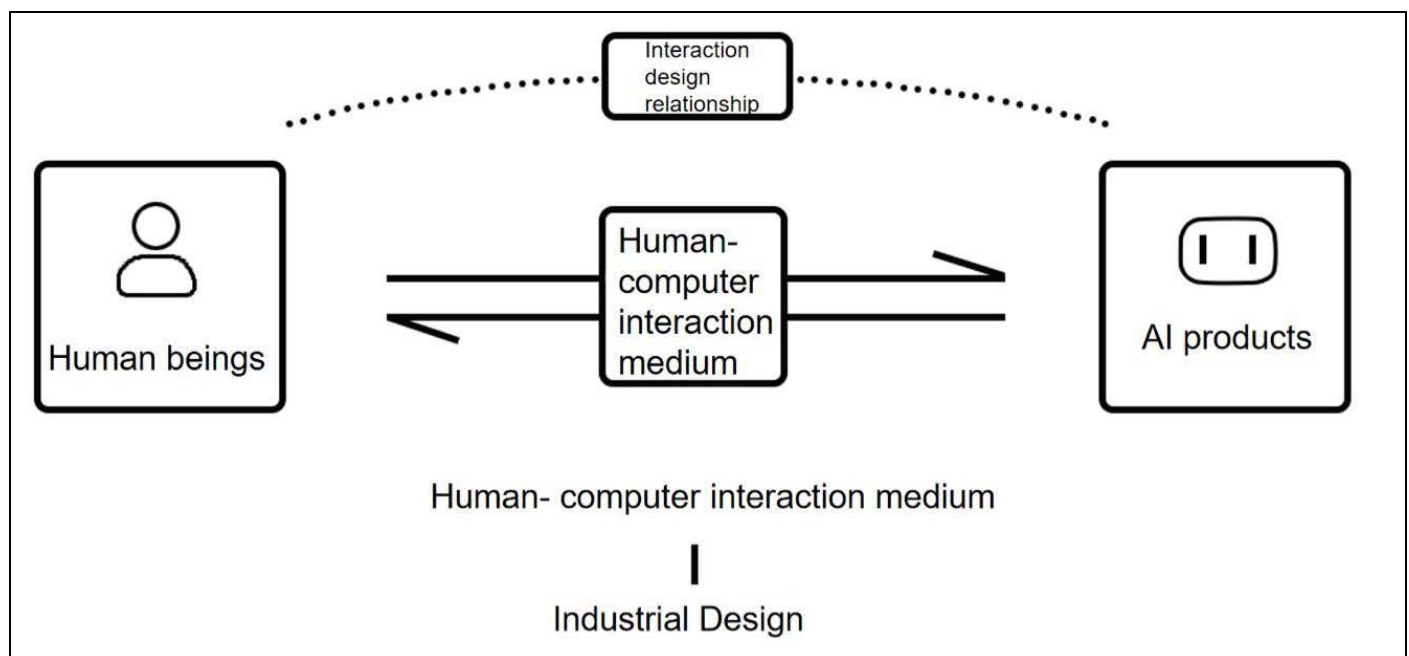 Interaction
design
relationship
Human-
computer
interaction
medium
Human beings
AI products
Human- computer interaction medium
Industrial Design